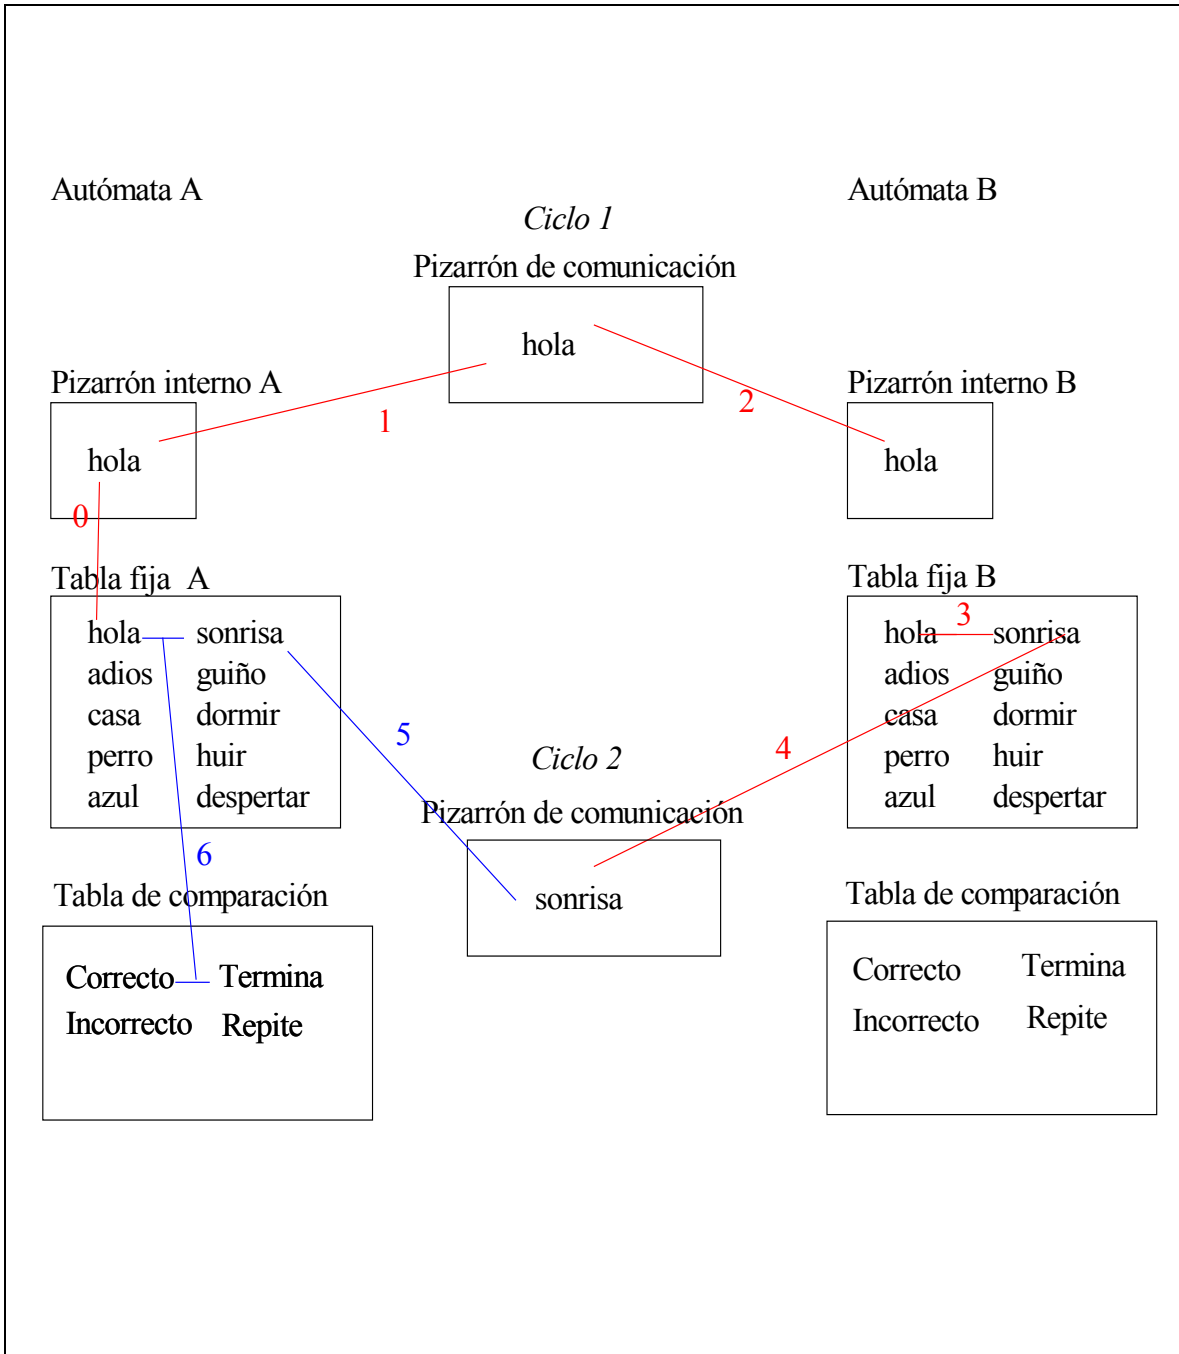 Autómata A
Autómata B
Ciclo 1
Pizarrón de comunicación
hola
Pizarrón interno A
Pizarrón interno B
1
2
hola
hola
0
Tabla fija A
Tabla fija B
hola sonrisa
adios guiño
casa dormir
perro huir
azul despertar
3
hola sonrisa
adios guiño
casa dormir
perro huir
azul despertar
5
4
Ciclo 2
Pizarrón de comunicación
sonrisa
6
Tabla de comparación
Correcto Termina
Incorrecto Repite
Tabla de comparación
Correcto Termina
Incorrecto Repite